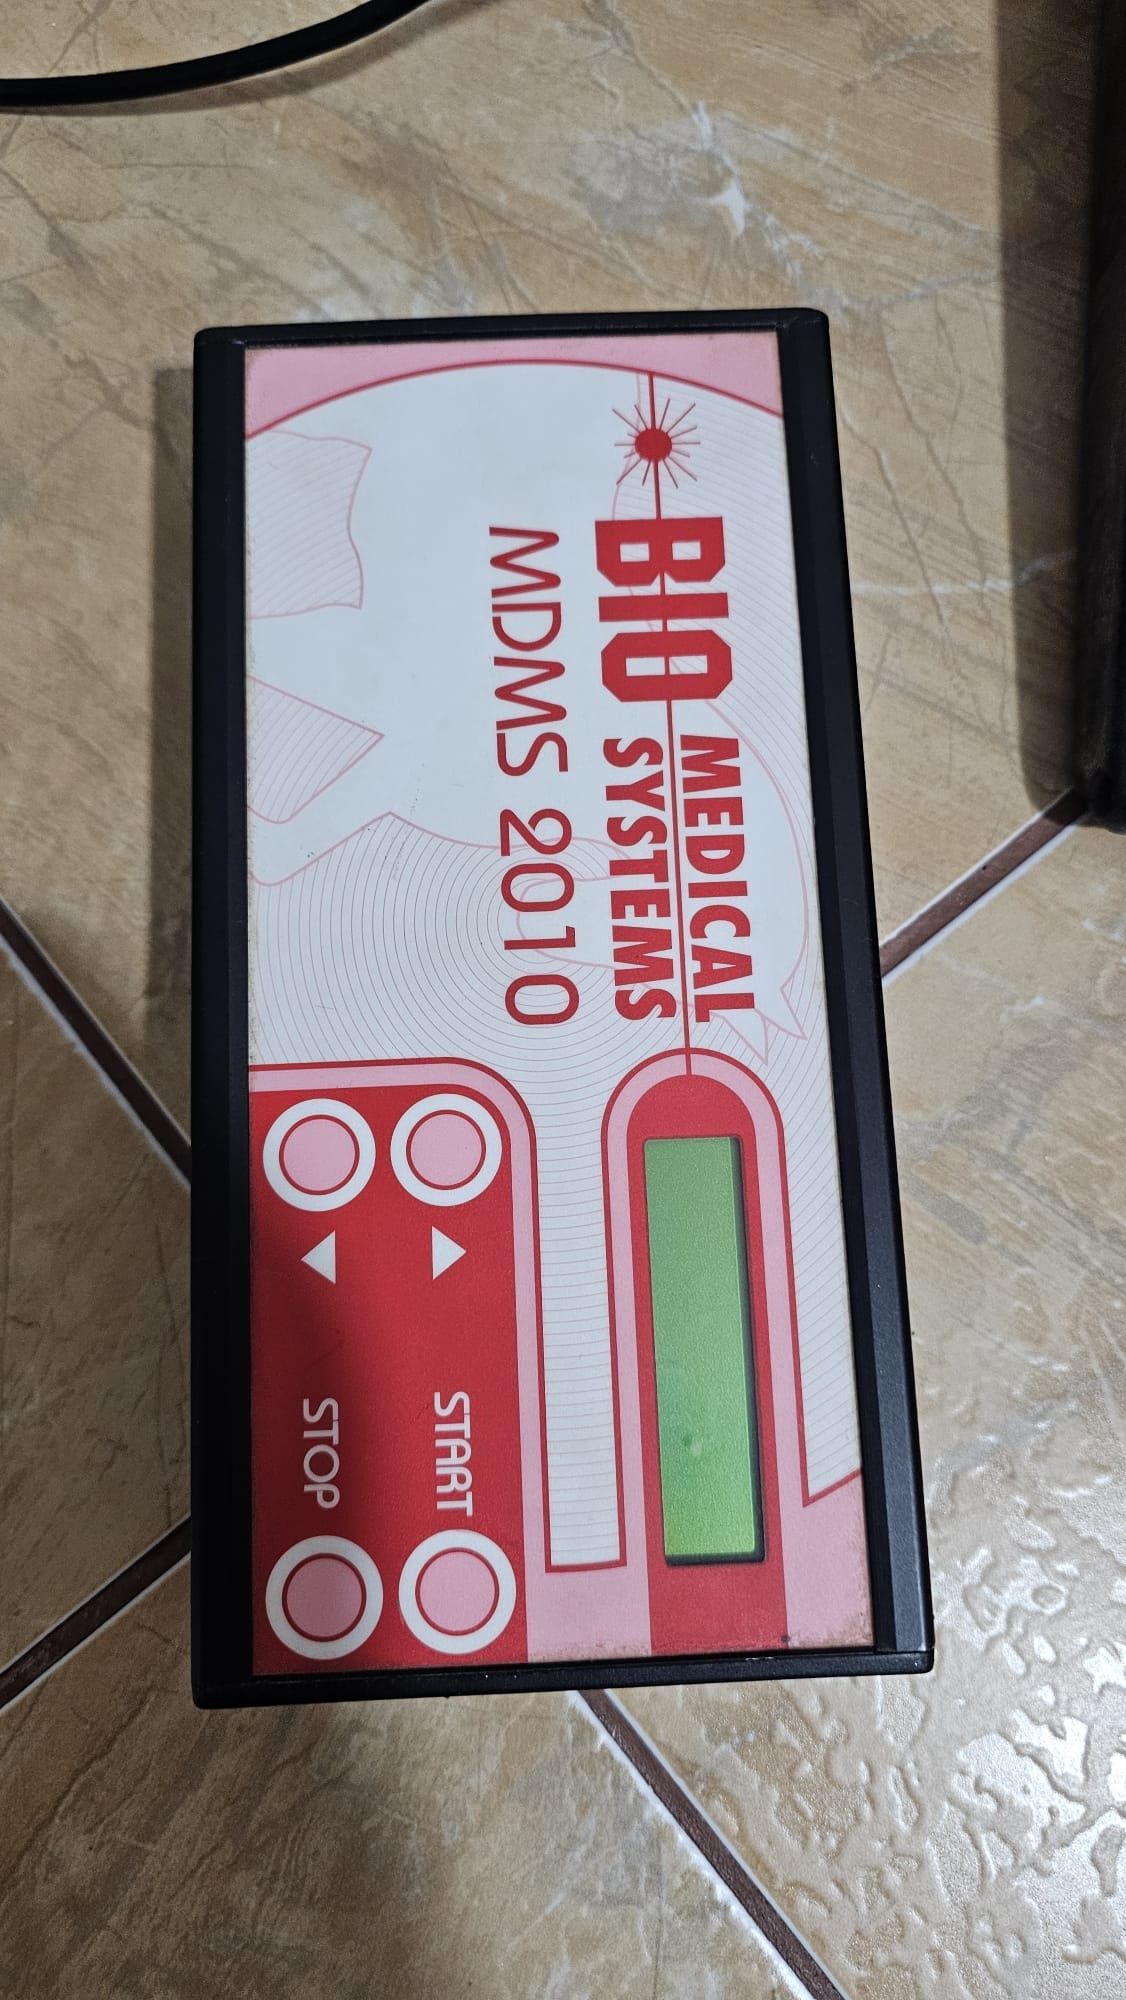 BIO MEDICAL
SYSTEMS
MDMS 2010
START
STOP